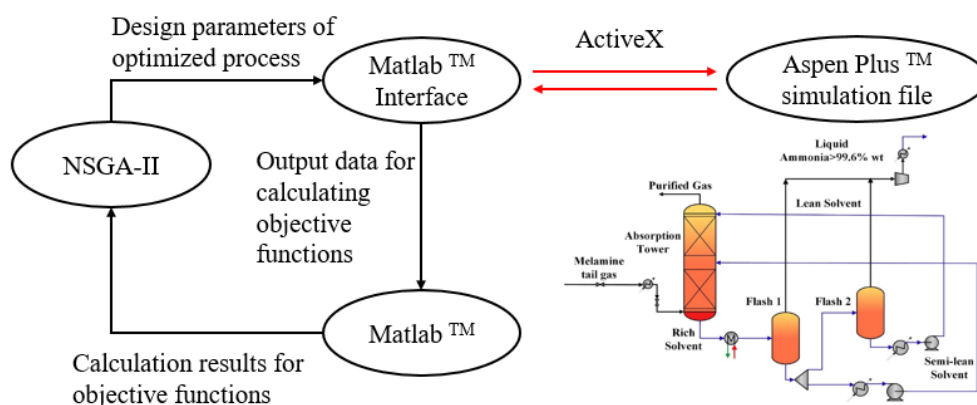 Design parameters of
optimized process
Matlab TM
Interface
ActiveX
Aspen Plus TM
simulation file
NSGA-II
Output data for
calculating
objective
functions
Matlab TM
Calculation results for
objective functions
Liquid
Ammonia>99.6% wt
Purified Gas
Lean Solvent
Absorption
Tower
Melamine
tail gas
Flash 1
Flash 2
Rich
Solvent
Semi-lean
Solvent